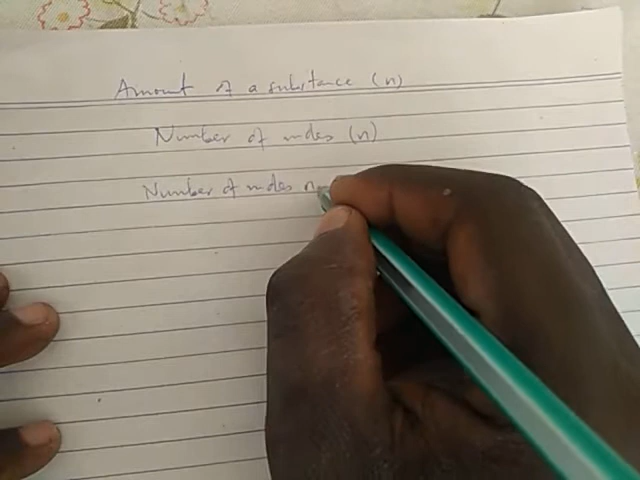 Amount of a substance (n)
Number of moles (n)
Number of moles n